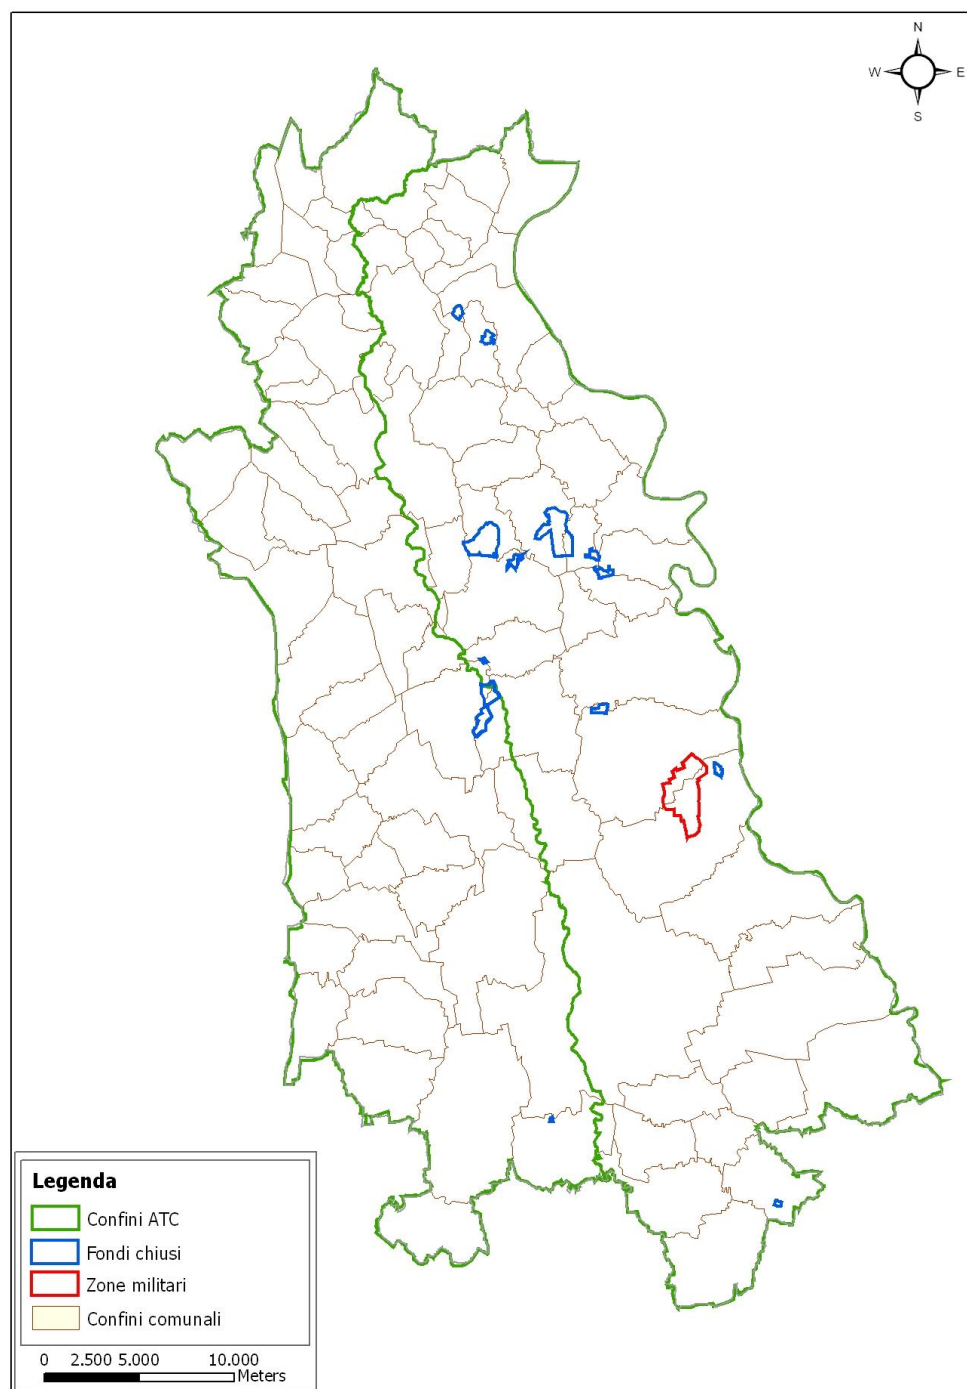 N
W E
S
Legenda
Confini ATC
Fondi chiusi
Zone militari
Confini comunali
0 2.500 5.000 10.000
Meters